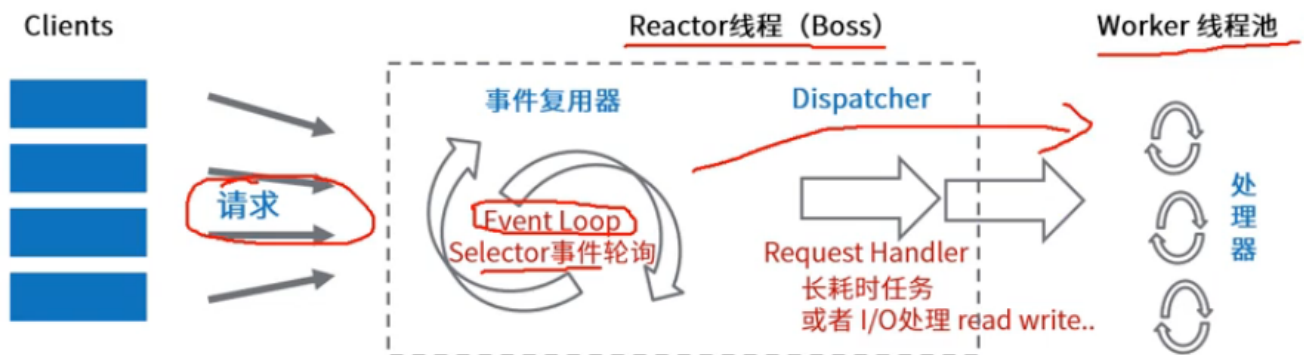 Clients
Reactor线程（Boss）
Worker 线程池
事件复用器
Dispatcher
请求
Event Loop
Selector事件轮询
Request Handler
长耗时任务
或者 I/O处理 read write..
处
理
器